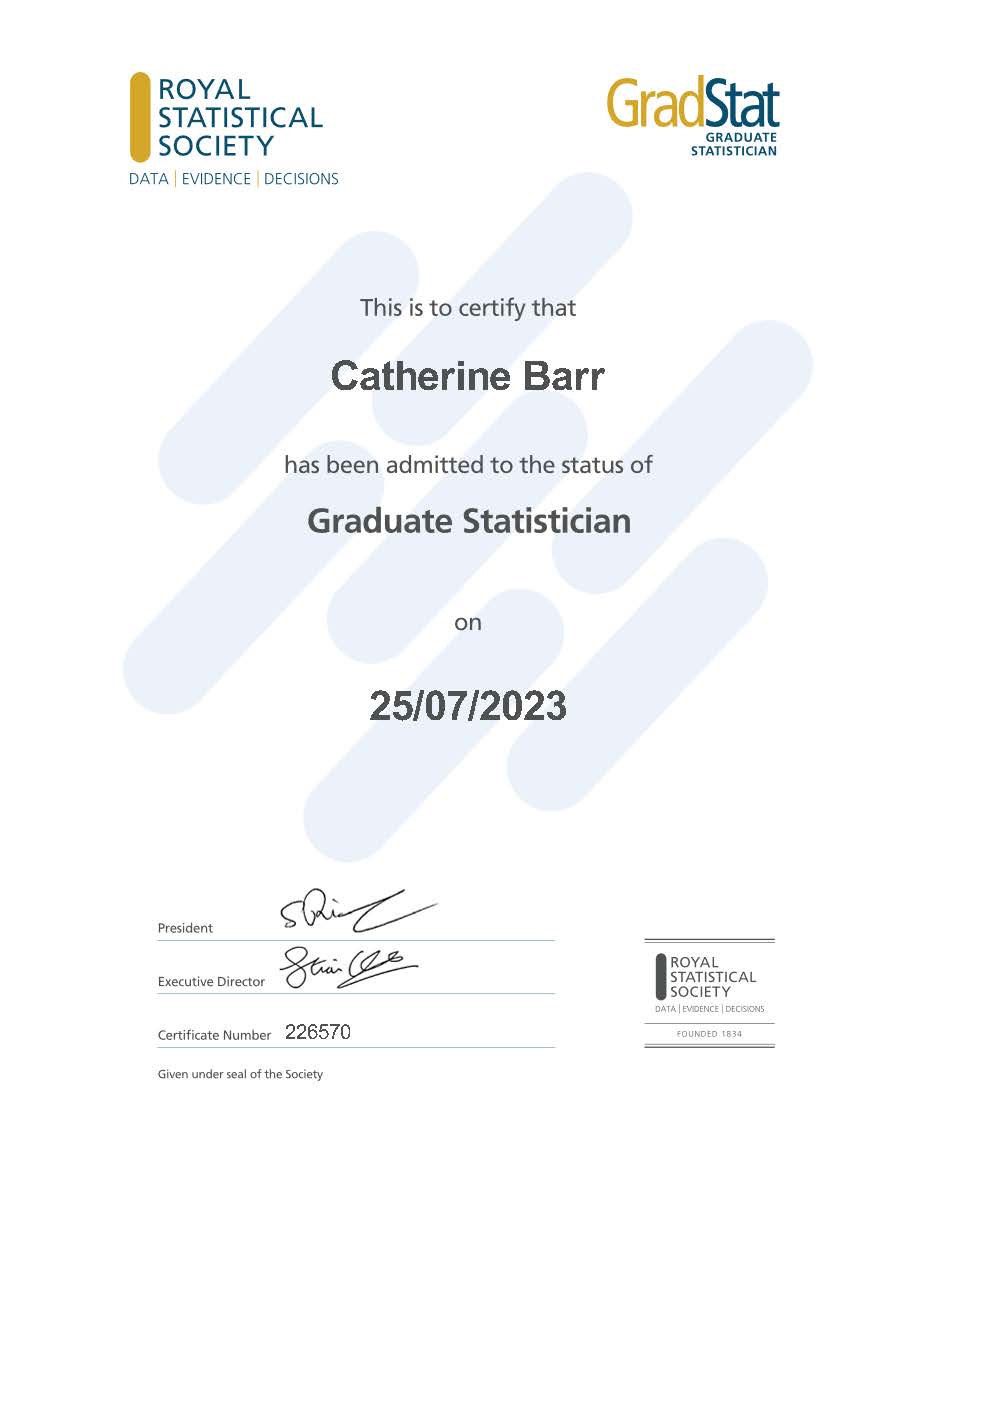 ROYAL
STATISTICAL
SOCIETY
DATA | EVIDENCE | DECISIONS
GradStat
GRADUATE
STATISTICIAN
This is to certify that
Catherine Barr
has been admitted to the status of
Graduate Statistician
on
25/07/2023
President
Executive Director
Certificate Number 226570
Given under seal of the Society
ROYAL
STATISTICAL
SOCIETY
DATA | EVIDENCE | DECISIONS
FOUNDED 1834